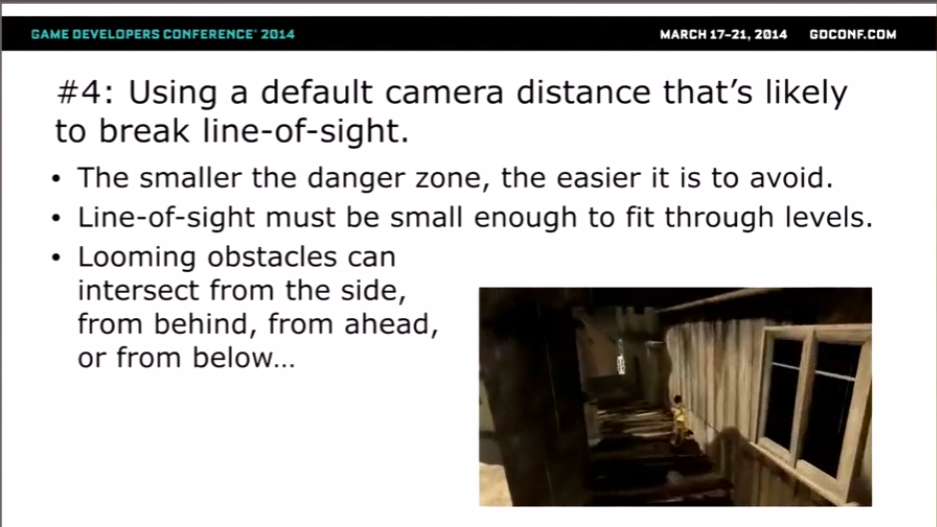 GAME DEVELOPERS CONFERENCE® 2014
MARCH 17-21, 2014 GDCONF.COM
#4: Using a default camera distance that's likely
to break line-of-sight.
• The smaller the danger zone, the easier it is to avoid.
• Line-of-sight must be small enough to fit through levels.
• Looming obstacles can
intersect from the side,
from behind, from ahead,
or from below…